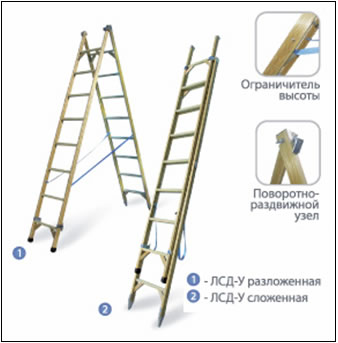 Ограничитель
высоты
Поворотно-
раздвижной
узел
1
1 - ЛСД-У разложенная
2 - ЛСД-У сложенная
2